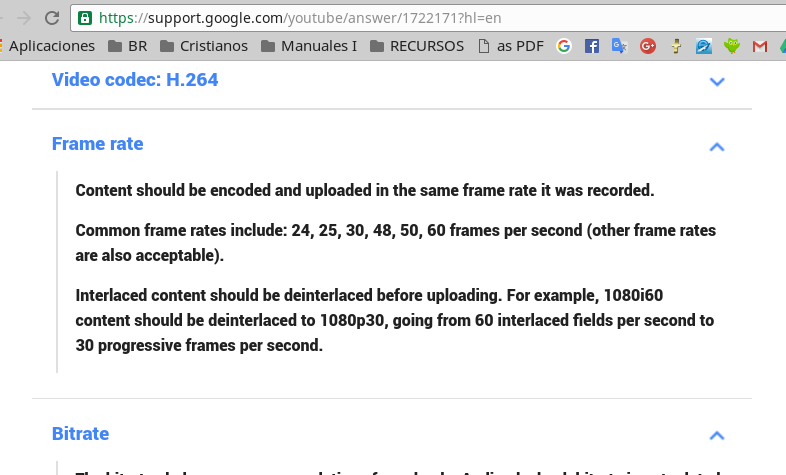 https://support.google.com/youtube/answer/1722171?hl=en
Aplicaciones BR Cristianos Manuales I RECURSOS as PDF
Video codec: H.264
Frame rate
Content should be encoded and uploaded in the same frame rate it was recorded.
Common frame rates include: 24, 25, 30, 48, 50, 60 frames per second (other frame rates
are also acceptable).
Interlaced content should be deinterlaced before uploading. For example, 1080i60
content should be deinterlaced to 1080p30, going from 60 interlaced fields per second to
30 progressive frames per second.
Bitrate